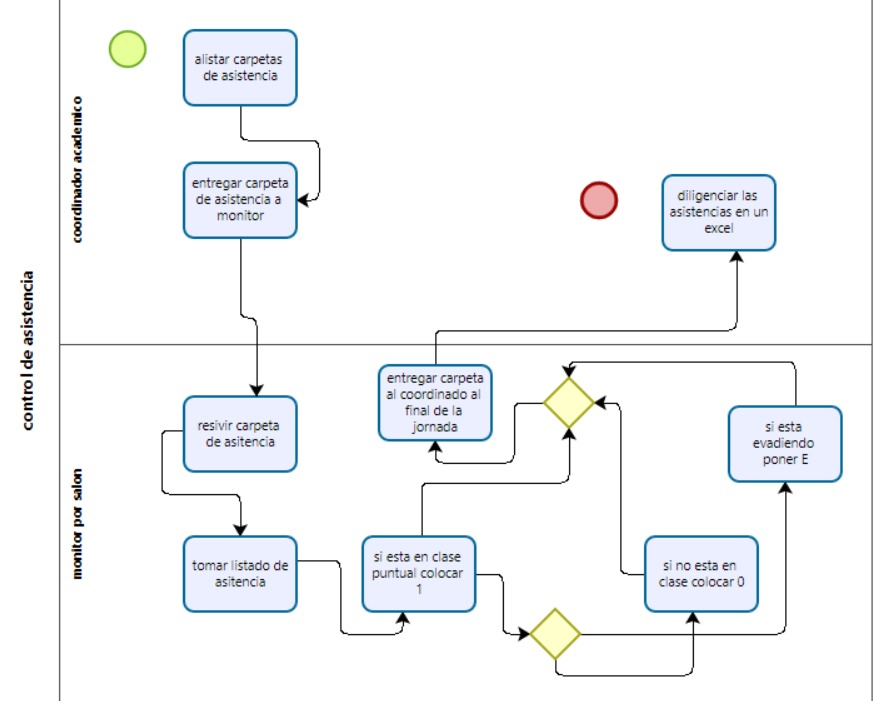 control de asistencia
coordinador academico
alistar carpetas
de asistencia
entregar carpeta
de asistencia a
monitor
diligenciar las
asistencias en un
excel
monitor por salon
entregar carpeta
al coordinado al
final de la
jornada
resivir carpeta
de asitencia
si esta
evadiendo
poner E
tomar listado de
asitencia
si esta en clase
puntual colocar
1
si no esta en
clase colocar 0